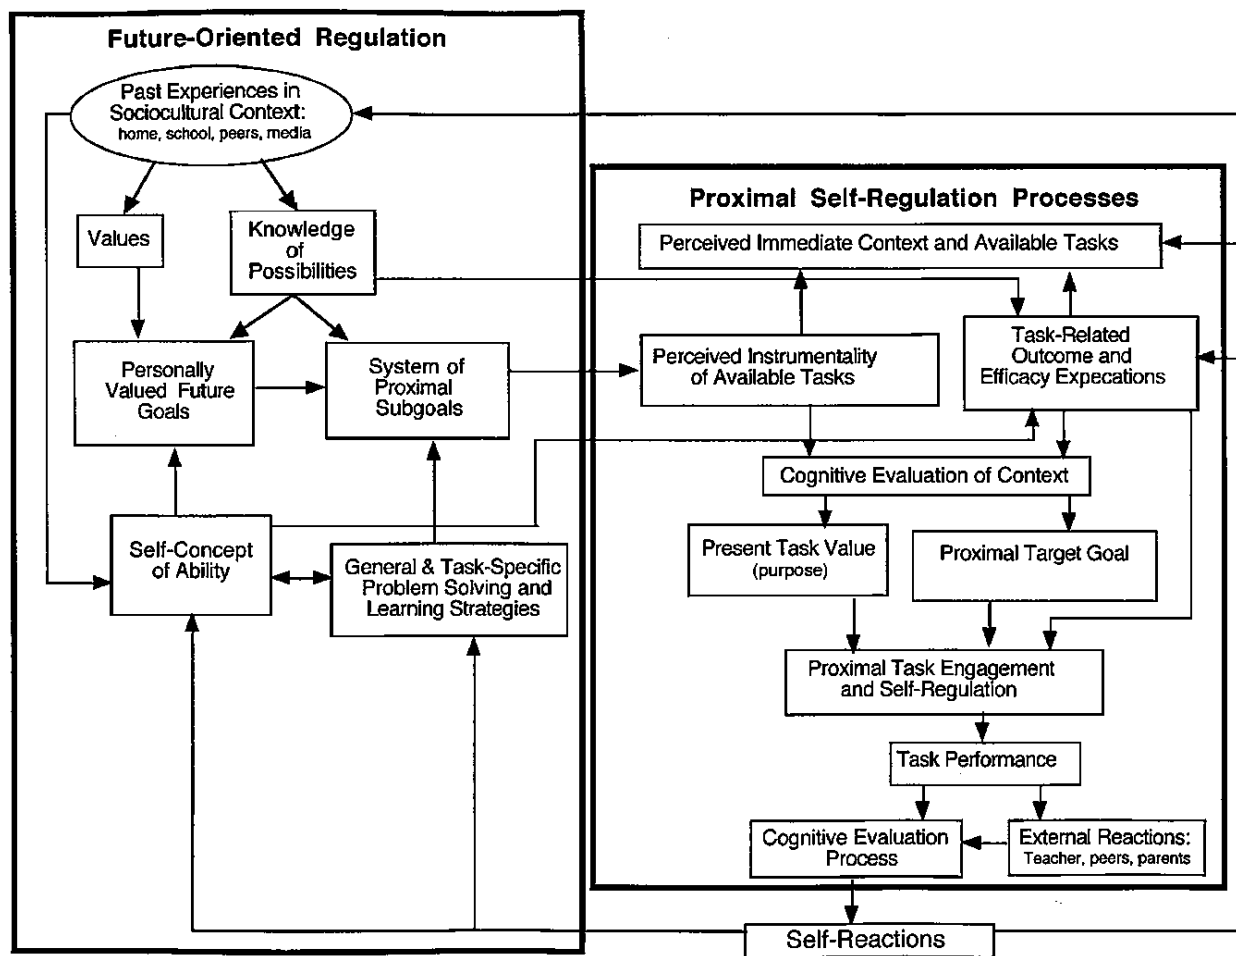 Future-Oriented Regulation
Past Experiences in
Sociocultural Context:
home, school, peers, media
Values
Knowledge
of
Possibilities
Personally
Valued Future
Goals
System of
Proximal
Subgoals
Self-Concept
of Ability
General & Task-Specific
Problem Solving and
Learning Strategies
Proximal Self-Regulation Processes
Perceived Immediate Context and Available Tasks
Perceived Instrumentality
of Available Tasks
Task-Related
Outcome and
Efficacy Expecations
Cognitive Evaluation of Context
Present Task Value
(purpose)
Proximal Target Goal
Proximal Task Engagement
and Self-Regulation
Task Performance
Cognitive Evaluation
Process
External Reactions:
Teacher, peers, parents
Self-Reactions